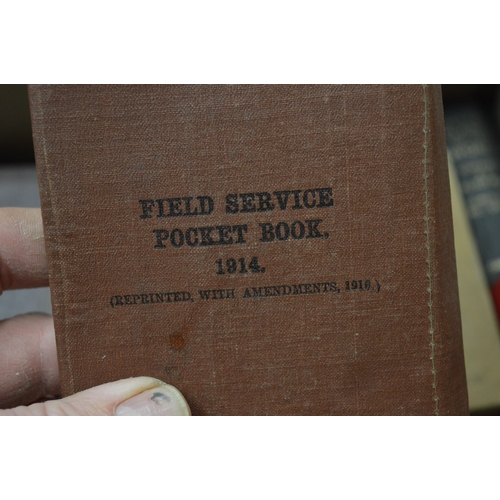 FIELD SERVICE
POCKET BOOK.
1914.
(REPRINTED, WITH AMENDMENTS, 1916.)